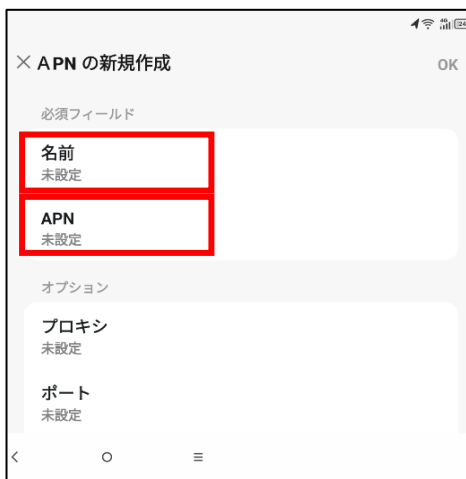 APN の新規作成
OK
必須フィールド
名前
未設定
APN
未設定
オプション
プロキシ
未設定
ポート
未設定